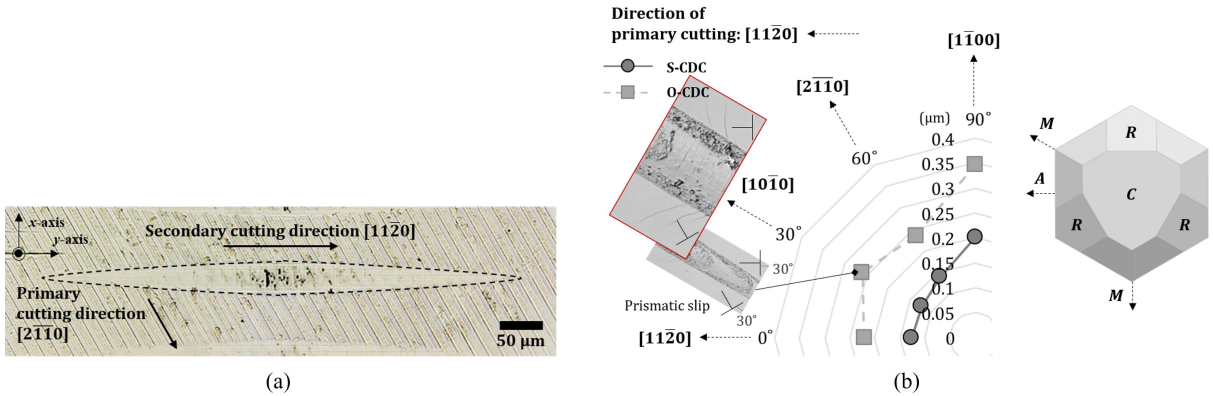 x-axis
y-axis
Secondary cutting direction [112̅0]
Primary
cutting direction
[21̅1̅0]
50 μm
(a)
Direction of
primary cutting: [112̅0]
S-CDC
O-CDC
[21̅1̅0]
[11̅00]
(μm)
90°
0.4
0.35
0.3
0.25
0.2
0.15
0.1
0.05
0
60°
[101̅0]
30°
30°
30°
Prismatic slip
[112̅0]
0°
M
A
R
C
R
R
M
(b)